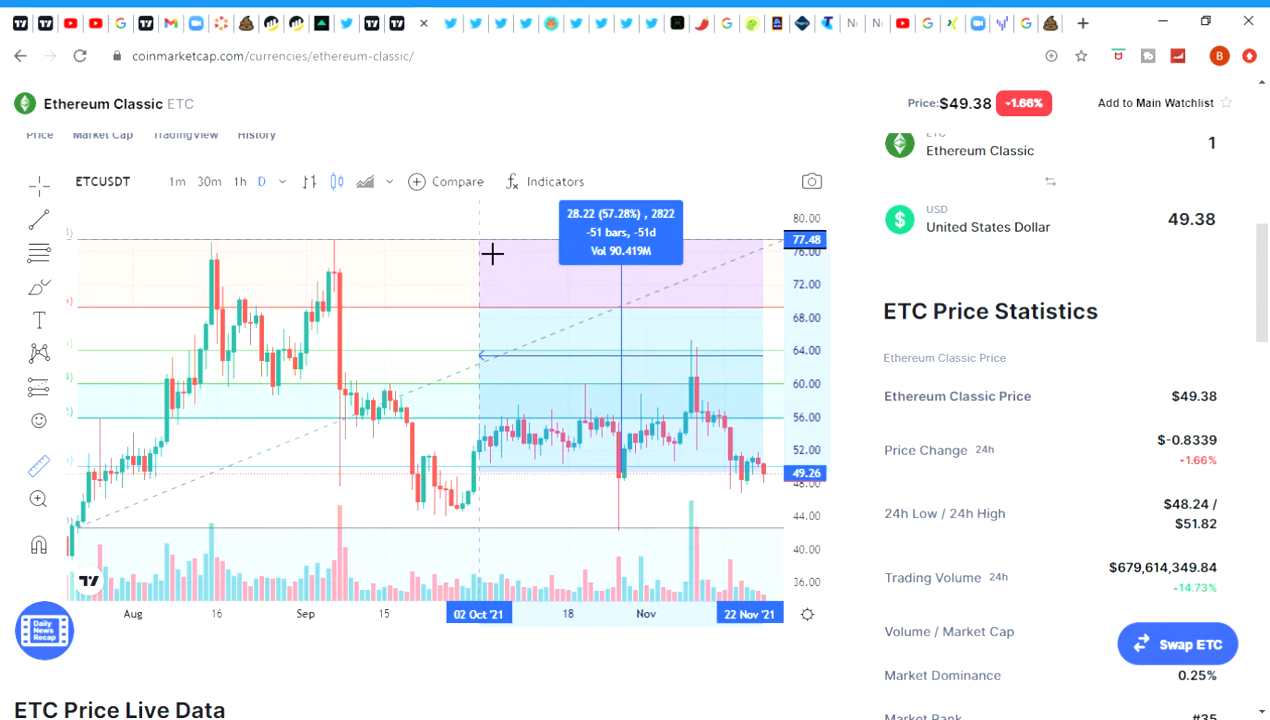 coinmarketcap.com/currencies/ethereum-classic/
B
Ethereum Classic ETC
Price:$49.38 -1.66% Add to Main Watchlist
Price Market Cap TradingView History
ETCUSDT 1m 30m 1h D Compare Indicators
28.22 (57.28%) , 2822
-51 bars, -51d
Vol 90.419M
80.00
77.48
76.00
72.00
68.00
64.00
60.00
56.00
52.00
49.26
48.00
44.00
40.00
36.00
Aug 16 Sep 15 02 Oct '21 18 Nov 22 Nov '21
Daily
News
Recap
ETC Price Live Data
ETC
Ethereum Classic 1
USD
United States Dollar 49.38
ETC Price Statistics
Ethereum Classic Price
Ethereum Classic Price $49.38
Price Change 24h $-0.8339
-1.66%
24h Low / 24h High $48.24 /
$51.82
Trading Volume 24h $679,614,349.84
+14.73%
Volume / Market Cap
Swap ETC
Market Dominance 0.25%
Market Rank #35